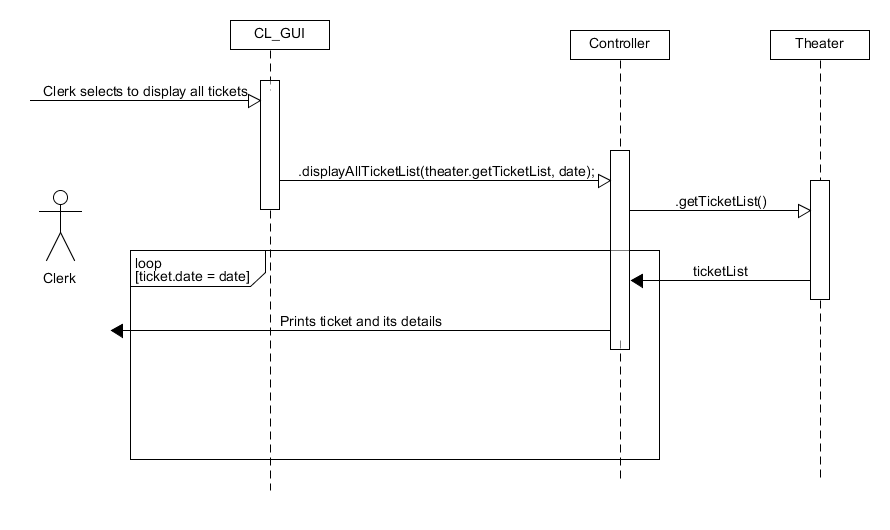 CL_GUI
Controller
Theater
Clerk selects to display all tickets
.displayAllTicketList(theater.getTicketList, date);
.getTicketList()
Clerk
loop
[ticket.date = date]
ticketList
Prints ticket and its details